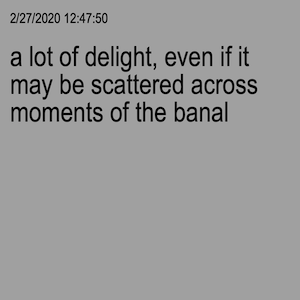 2/27/2020 12:47:50
a lot of delight, even if it
may be scattered across
moments of the banal